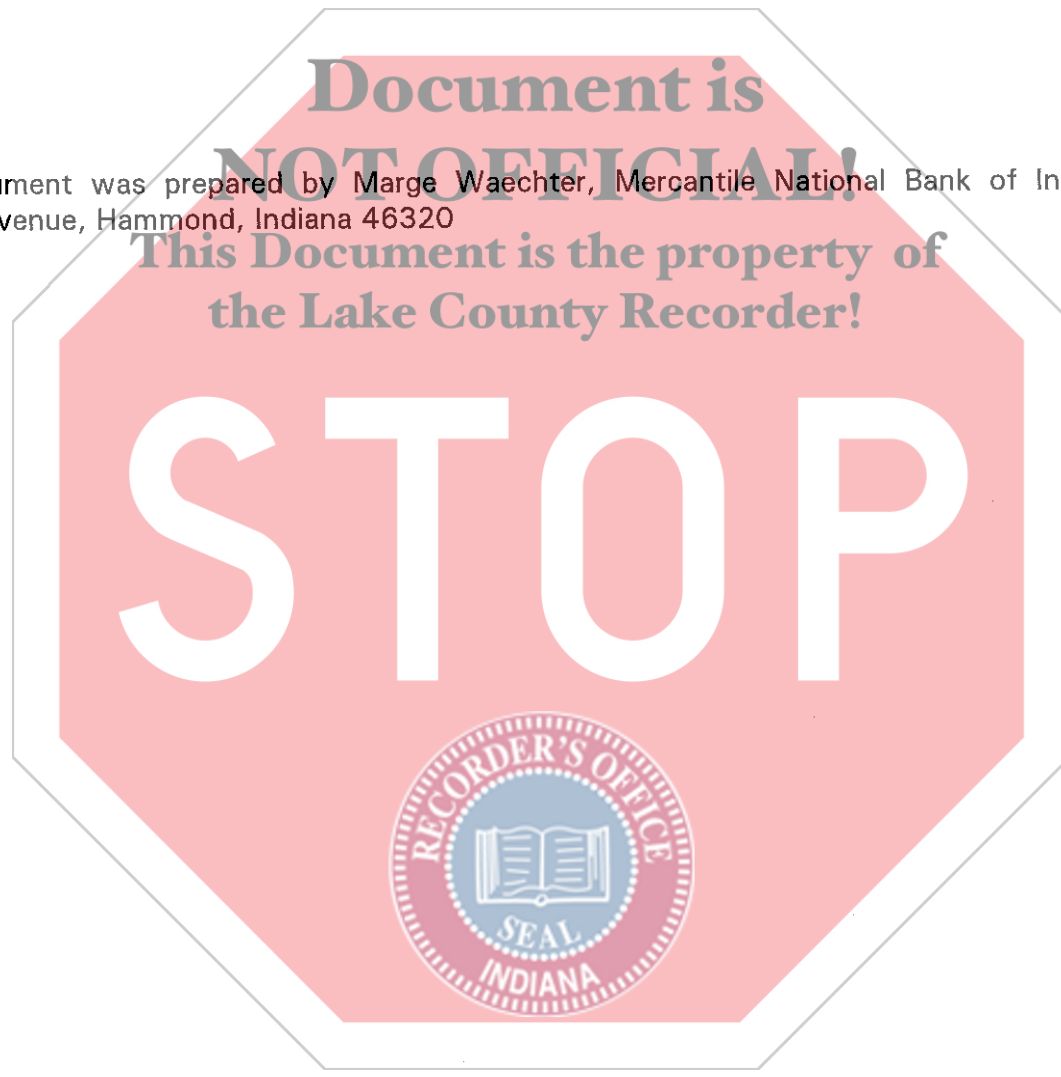 Document is
NOT OFFICIAL!
ument was prepared by Marge Waechter, Mercantile National Bank of In
venue, Hammond, Indiana 46320
This Document is the property of
the Lake County Recorder!
STOP
RECORDER'S OFFICE
SEAL
INDIANA